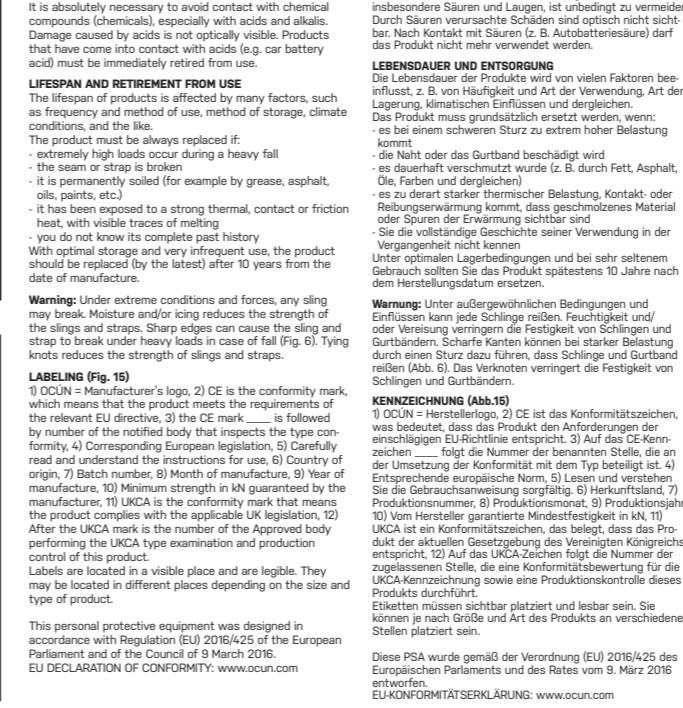 It is absolutely necessary to avoid contact with chemical
compounds (chemicals), especially with acids and alkalis.
Damage caused by acids is not optically visible. Products
that have come into contact with acids (e.g. car battery
acid) must be immediately retired from use.
LIFESPAN AND RETIREMENT FROM USE
The lifespan of products is affected by many factors, such
as frequency and method of use, method of storage, climate
conditions, and the like.
The product must be always replaced if:
- extremely high loads occur during a heavy fall
- the seam or strap is broken
- it is permanently soiled (for example by grease, asphalt,
oils, paints, etc.)
- it has been exposed to a strong thermal, contact or friction
heat, with visible traces of melting
- you do not know its complete past history
With optimal storage and very infrequent use, the product
should be replaced (by the latest) after 10 years from the
date of manufacture.
Warning: Under extreme conditions and forces, any sling
may break. Moisture and/or icing reduces the strength of
the slings and straps. Sharp edges can cause the sling and
strap to break under heavy loads in case of fall (Fig. 6). Tying
knots reduces the strength of slings and straps.
LABELING (Fig. 15)
1) OCÚN = Manufacturer's logo, 2) CE is the conformity mark,
which means that the product meets the requirements of
the relevant EU directive, 3) the CE mark ____ is followed
by number of the notified body that inspects the type con-
formity, 4) Corresponding European legislation, 5) Carefully
read and understand the instructions for use, 6) Country of
origin, 7) Batch number, 8) Month of manufacture, 9) Year of
manufacture, 10) Minimum strength in kN guaranteed by the
manufacturer, 11) UKCA is the conformity mark that means
the product complies with the applicable UK legislation, 12)
After the UKCA mark is the number of the Approved body
performing the UKCA type examination and production
control of this product.
Labels are located in a visible place and are legible. They
may be located in different places depending on the size and
type of product.
This personal protective equipment was designed in
accordance with Regulation (EU) 2016/425 of the European
Parliament and of the Council of 9 March 2016.
EU DECLARATION OF CONFORMITY: www.ocun.com
insbesondere Säuren und Laugen, ist unbedingt zu vermeiden
Durch Säuren verursachte Schäden sind optisch nicht sicht-
bar. Nach Kontakt mit Säuren (z. B. Autobatteriesäure) darf
das Produkt nicht mehr verwendet werden.
LEBENSDAUER UND ENTSORGUNG
Die Lebensdauer der Produkte wird von vielen Faktoren bee-
influsst, z. B. von Häufigkeit und Art der Verwendung, Art der
Lagerung, klimatischen Einflüssen und dergleichen.
Das Produkt muss grundsätzlich ersetzt werden, wenn:
- es bei einem schweren Sturz zu extrem hoher Belastung
kommt
- die Naht oder das Gurtband beschädigt wird
- es dauerhaft verschmutzt wurde (z. B. durch Fett, Asphalt,
Öle, Farben und dergleichen)
- es zu derart starker thermischer Belastung, Kontakt- oder
Reibungserwärmung kommt, dass geschmolzenes Material
oder Spuren der Erwärmung sichtbar sind
- Sie die vollständige Geschichte seiner Verwendung in der
Vergangenheit nicht kennen
Unter optimalen Lagerbedingungen und bei sehr seltenem
Gebrauch sollten Sie das Produkt spätestens 10 Jahre nach
dem Herstellungsdatum ersetzen.
Warnung: Unter außergewöhnlichen Bedingungen und
Einflüssen kann jede Schlinge reißen. Feuchtigkeit und/
oder Vereisung verringern die Festigkeit von Schlingen und
Gurtbändern. Scharfe Kanten können bei starker Belastung
durch einen Sturz dazu führen, dass Schlinge und Gurtband
reißen (Abb. 6). Das Verknoten verringert die Festigkeit von
Schlingen und Gurtbändern.
KENNZEICHNUNG (Abb.15)
1) OCÚN = Herstellerlogo, 2) CE ist das Konformitätszeichen,
was bedeutet, dass das Produkt den Anforderungen der
einschlägigen EU-Richtlinie entspricht. 3) Auf das CE-Kenn-
zeichen ____ folgt die Nummer der benannten Stelle, die an
der Umsetzung der Konformität mit dem Typ beteiligt ist. 4)
Entsprechende europäische Norm, 5) Lesen und verstehen
Sie die Gebrauchsanweisung sorgfältig. 6) Herkunftsland, 7)
Produktionsnummer, 8) Produktionsmonat, 9) Produktionsjahr
10) Vom Hersteller garantierte Mindestfestigkeit in kN, 11)
UKCA ist ein Konformitätszeichen, das belegt, dass das Pro-
dukt der aktuellen Gesetzgebung des Vereinigten Königreichs
entspricht, 12) Auf das UKCA-Zeichen folgt die Nummer der
zugelassenen Stelle, die eine Konformitätsbewertung für die
UKCA-Kennzeichnung sowie eine Produktionskontrolle dieses
Produkts durchführt.
Etiketten müssen sichtbar platziert und lesbar sein. Sie
können je nach Größe und Art des Produkts an verschiedene
Stellen platziert sein.
Diese PSA wurde gemäß der Verordnung (EU) 2016/425 des
Europäischen Parlaments und des Rates vom 9. März 2016
entworfen.
EU-KONFORMITÄTSERKLÄRUNG: www.ocun.com